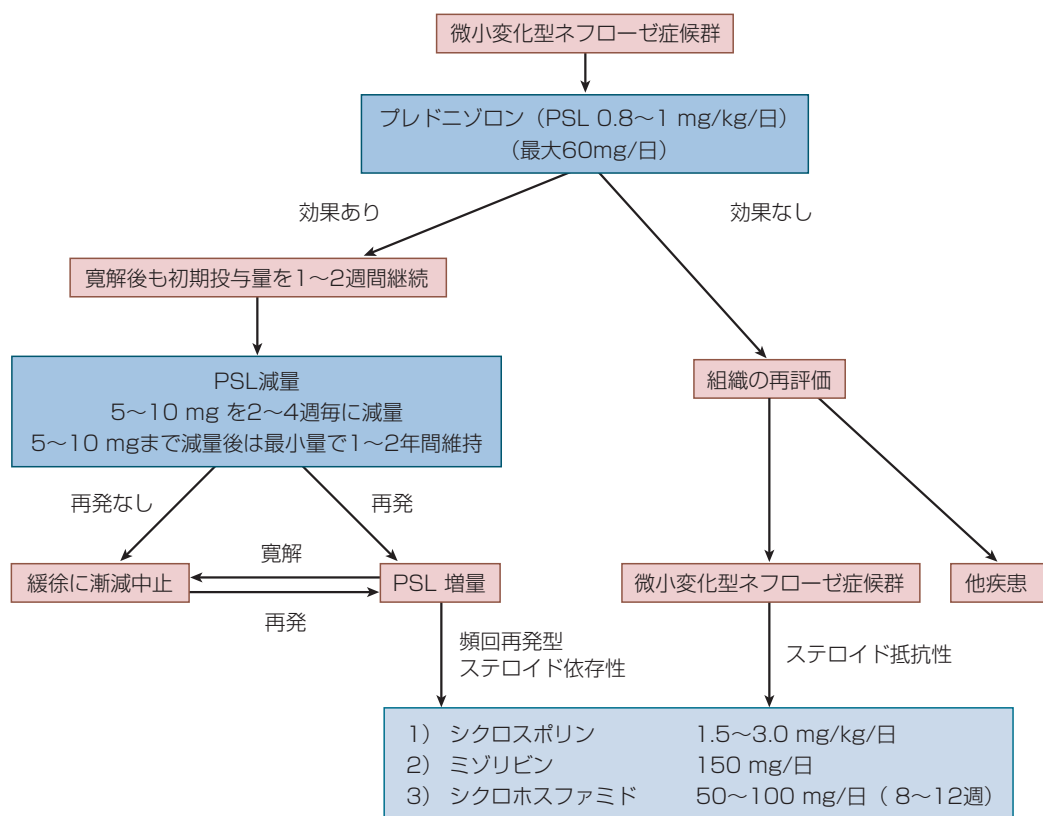 微小変化型ネフローゼ症候群
プレドニゾロン（PSL 0.8～1 mg/kg/日）
（最大60mg/日）
効果あり
効果なし
寛解後も初期投与量を1～2週間継続
PSL減量
5～10 mg を2～4週毎に減量
5～10 mgまで減量後は最小量で1～2年間維持
組織の再評価
再発なし
再発
緩徐に漸減中止
寛解
再発
PSL 増量
微小変化型ネフローゼ症候群
他疾患
頻回再発型
ステロイド依存性
ステロイド抵抗性
1） シクロスポリン 1.5～3.0 mg/kg/日
2） ミゾリビン 150 mg/日
3） シクロホスファミド 50～100 mg/日（ 8～12週）